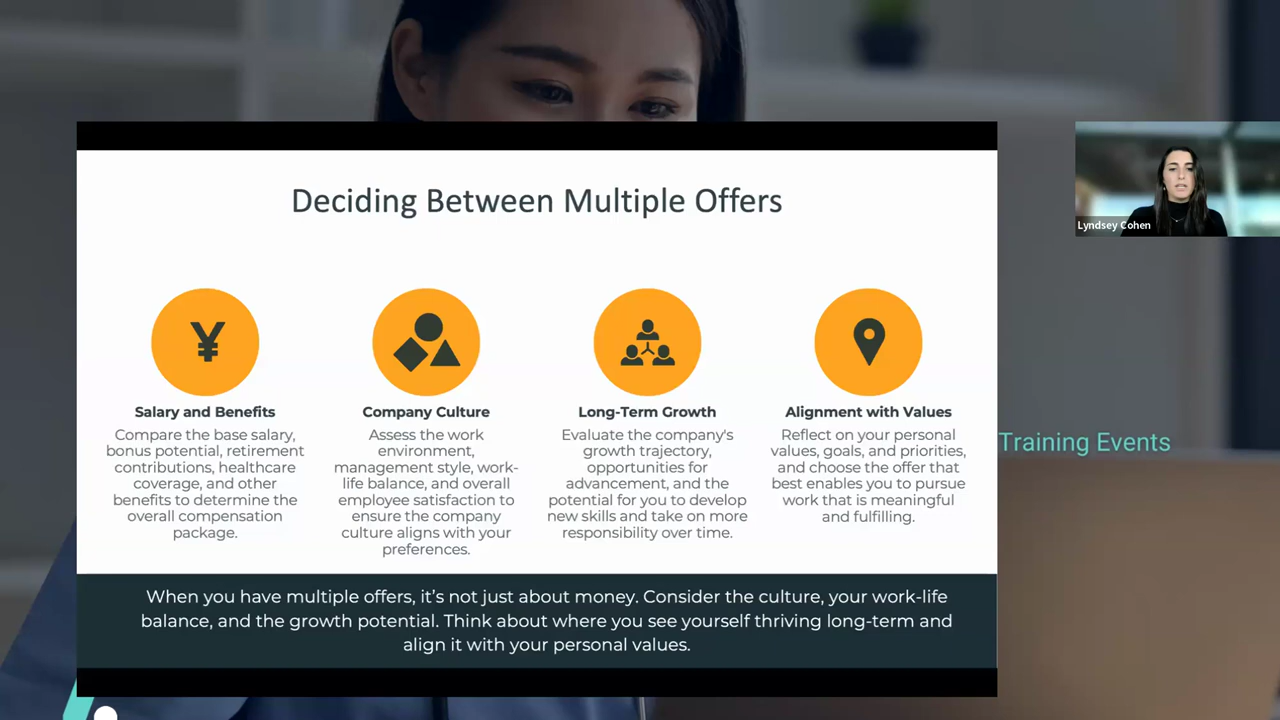 Deciding Between Multiple Offers
¥
Salary and Benefits
Compare the base salary,
bonus potential, retirement
contributions, healthcare
coverage, and other
benefits to determine the
overall compensation
package.
Company Culture
Assess the work
environment,
management style, work-
life balance, and overall
employee satisfaction to
ensure the company
culture aligns with your
preferences.
Long-Term Growth
Evaluate the company's
growth trajectory,
opportunities for
advancement, and the
potential for you to develop
new skills and take on more
responsibility over time.
Alignment with Values
Reflect on your personal
values, goals, and priorities,
and choose the offer that
best enables you to pursue
work that is meaningful
and fulfilling.
When you have multiple offers, it’s not just about money. Consider the culture, your work-life
balance, and the growth potential. Think about where you see yourself thriving long-term and
align it with your personal values.
Lyndsey Cohen
Training Events